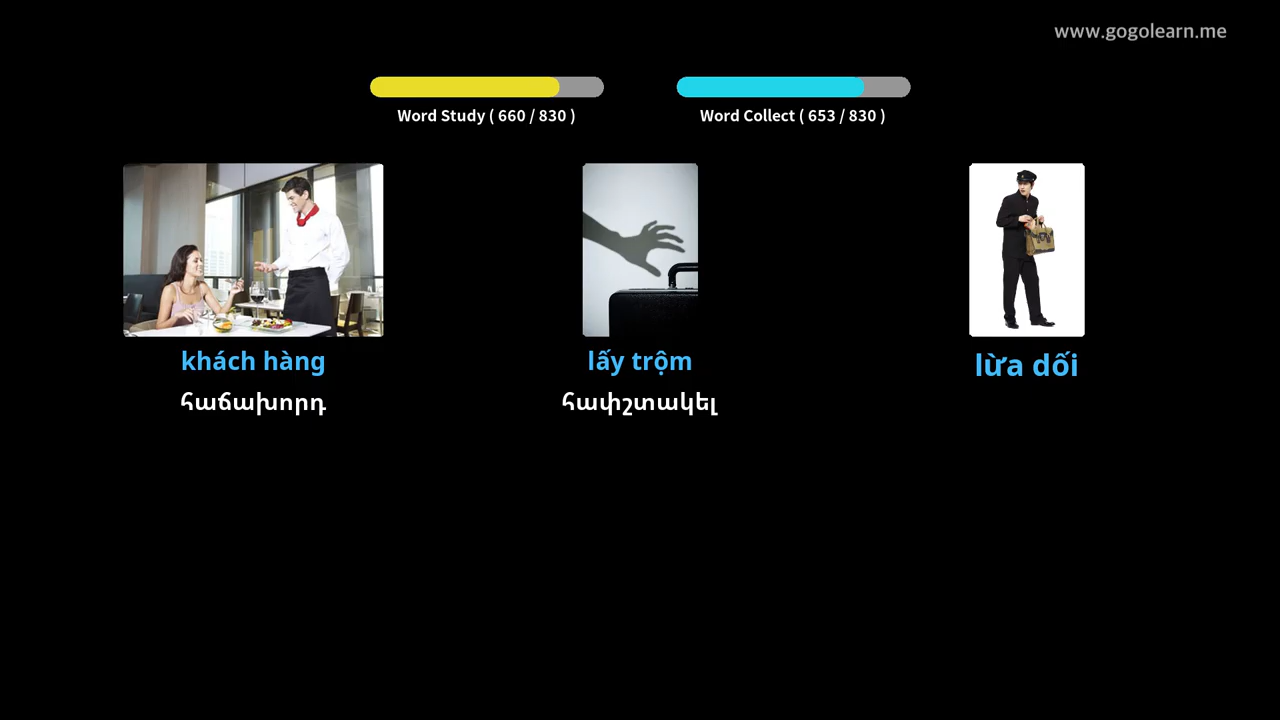 www.gogolearn.me
Word Study ( 660 / 830 )
Word Collect ( 653 / 830 )
khách hàng
հաճախորդ
lấy trộm
հափշտակել
lừa dối